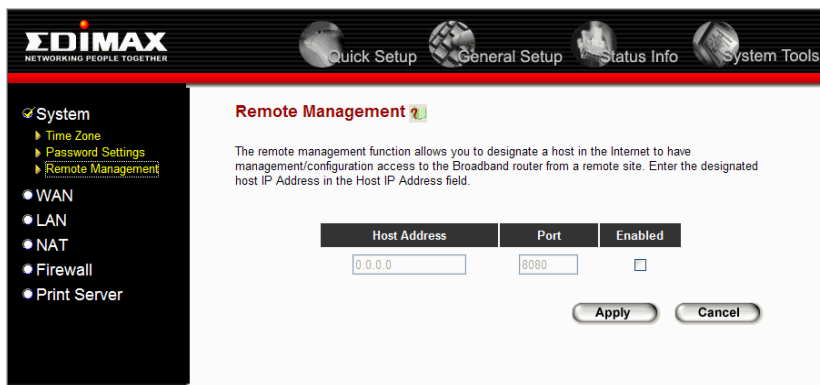 EDIMAX
NETWORKING PEOPLE TOGETHER
Quick Setup
General Setup
Status Info
System Tools
System
Time Zone
Password Settings
Remote Management
WAN
LAN
NAT
Firewall
Print Server
Remote Management
The remote management function allows you to designate a host in the Internet to have
management/configuration access to the Broadband router from a remote site. Enter the designated
host IP Address in the Host IP Address field.
Host Address Port Enabled
0.0.0.0 8080
Apply Cancel